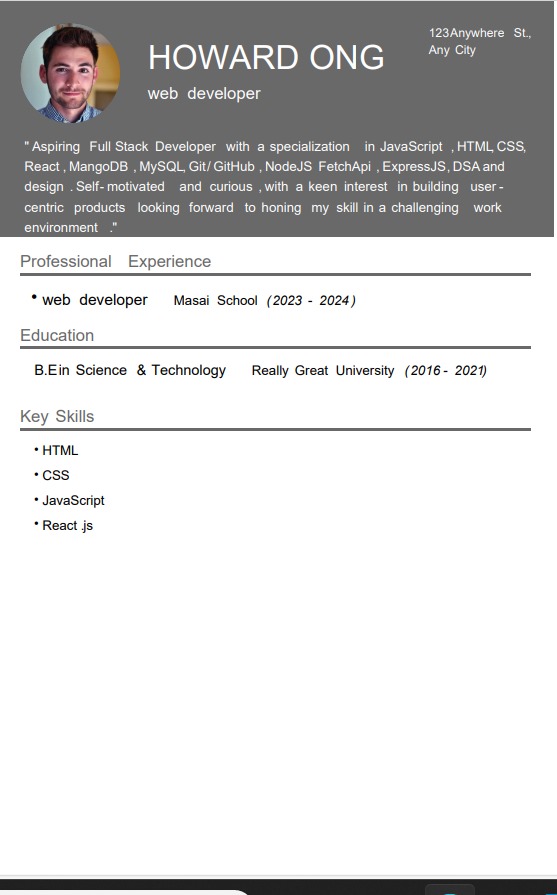 HOWARD ONG
web developer
123Anywhere St.,
Any City
" Aspiring Full Stack Developer with a specialization in JavaScript , HTML, CSS,
React , MangoDB , MySQL, Git/ GitHub , NodeJS FetchApi , ExpressJS, DSA and
design . Self- motivated and curious , with a keen interest in building user -
centric products looking forward to honing my skill in a challenging work
environment ."
Professional Experience
• web developer Masai School (2023 - 2024)
Education
B.Ein Science & Technology Really Great University (2016 - 2021)
Key Skills
• HTML
• CSS
• JavaScript
• React .js